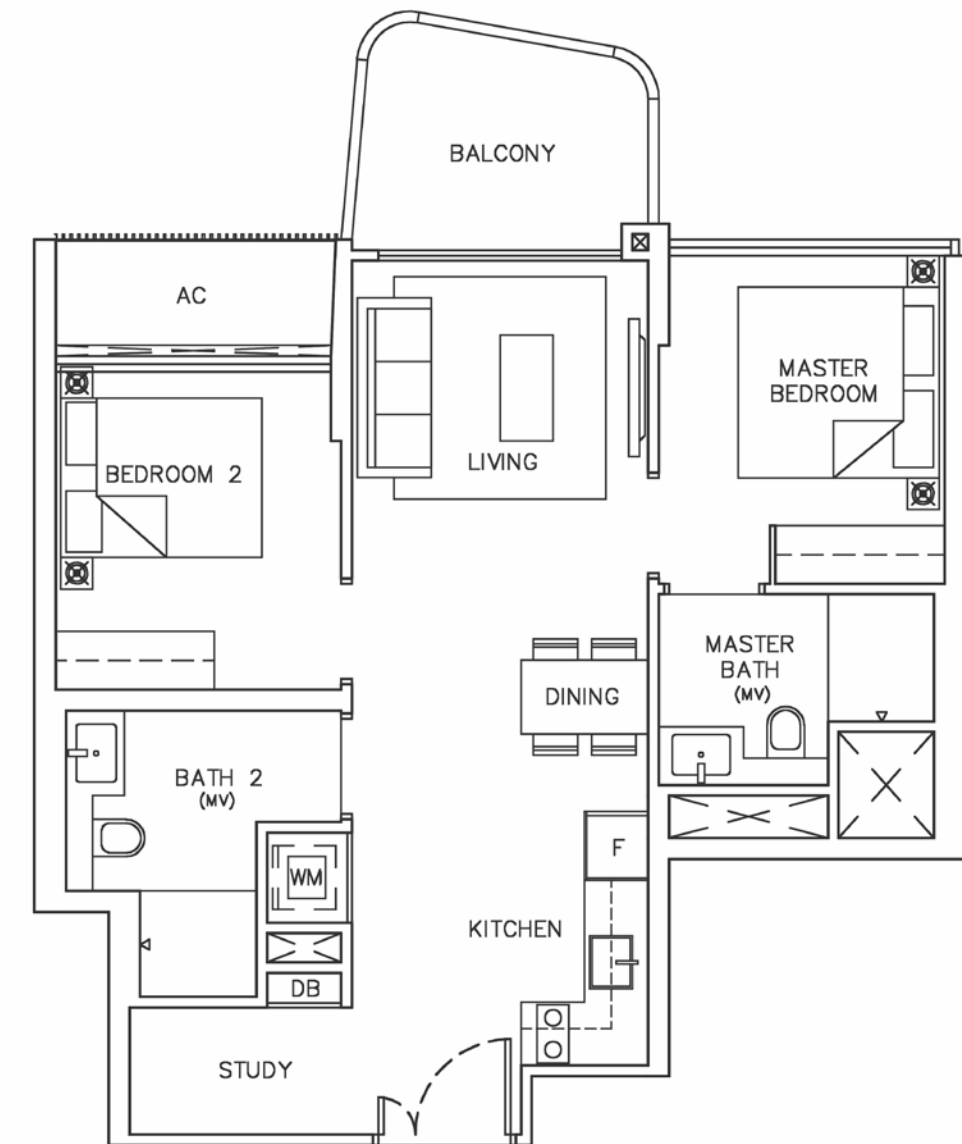 BALCONY
AC
MASTER
BEDROOM
LIVING
BEDROOM 2
MASTER
BATH
(MV)
DINING
BATH 2
(MV)
F
WM
KITCHEN
DB
STUDY